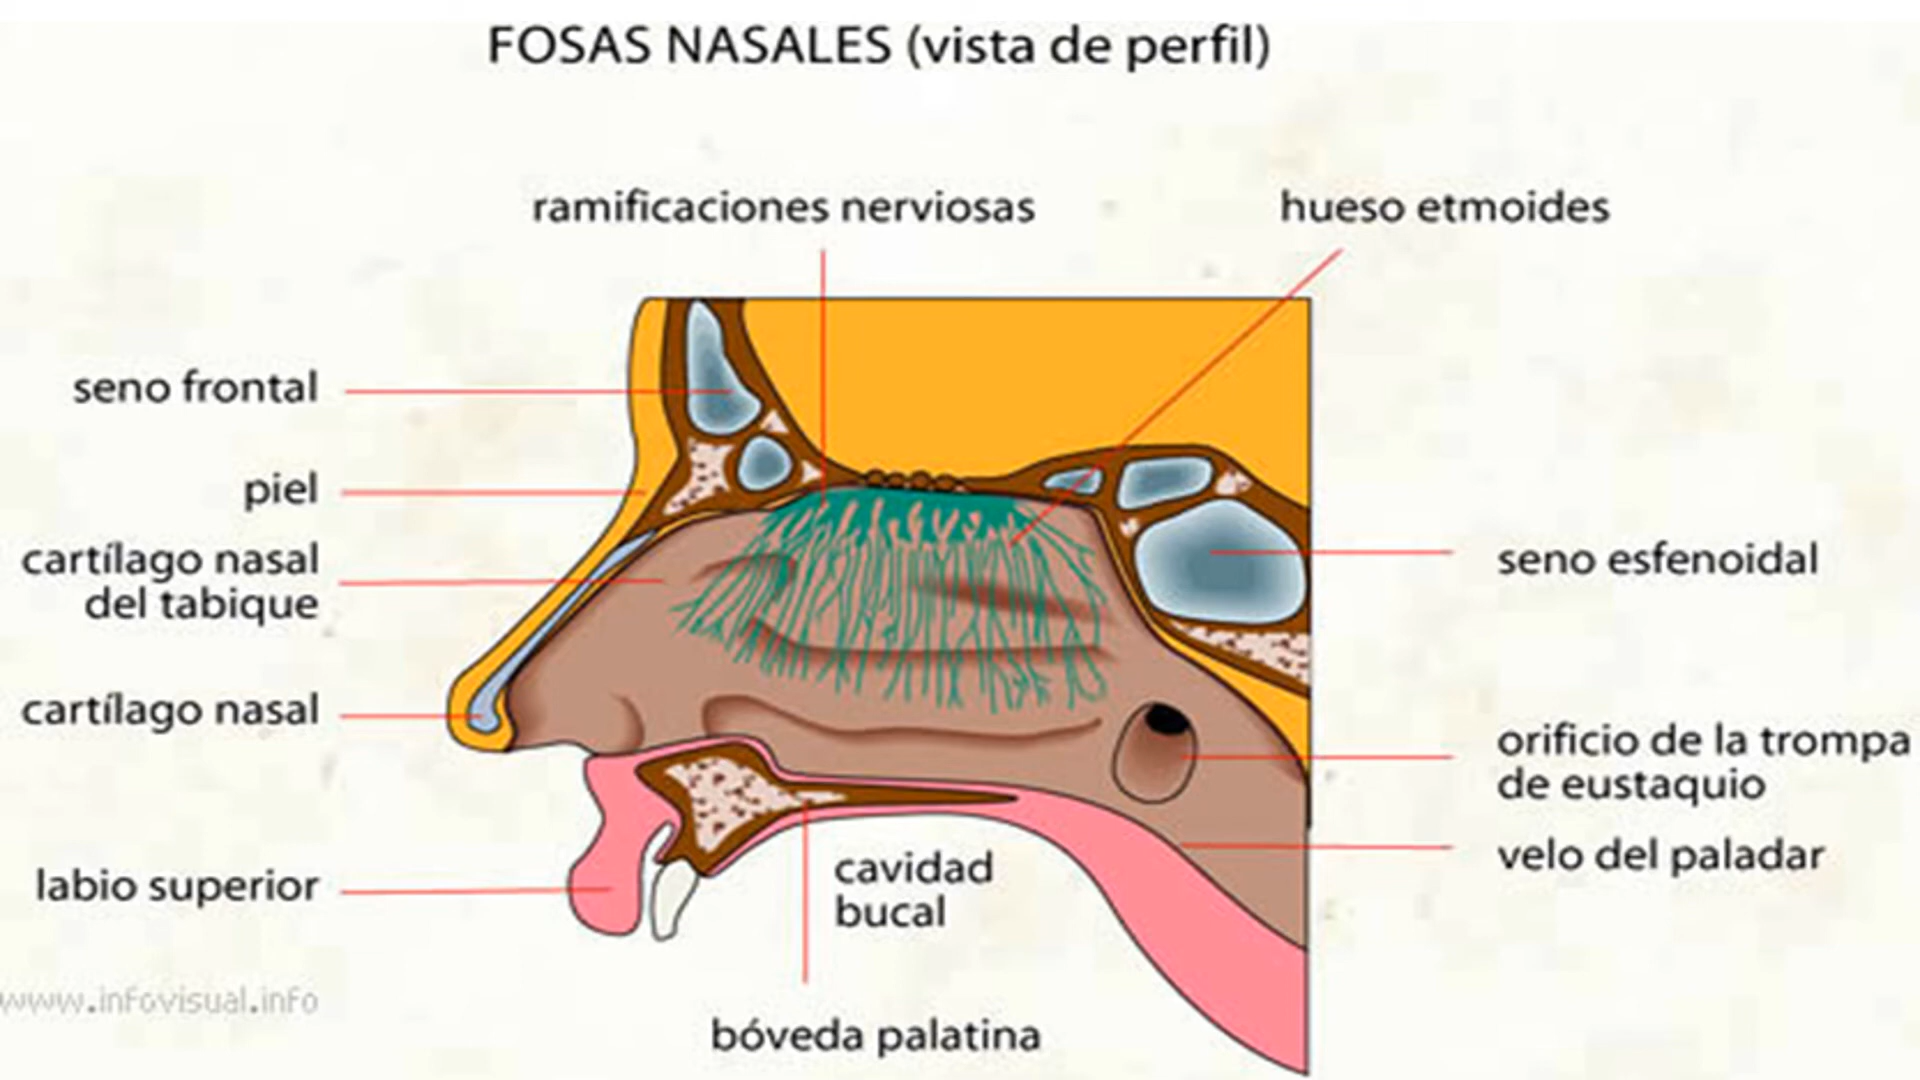 FOSAS NASALES (vista de perfil)
ramificaciones nerviosas
hueso etmoides
seno frontal
piel
cartílago nasal
del tabique
cartílago nasal
labio superior
seno esfenoidal
orificio de la trompa
de eustaquio
velo del paladar
cavidad
bucal
bóveda palatina
www.infovisual.info